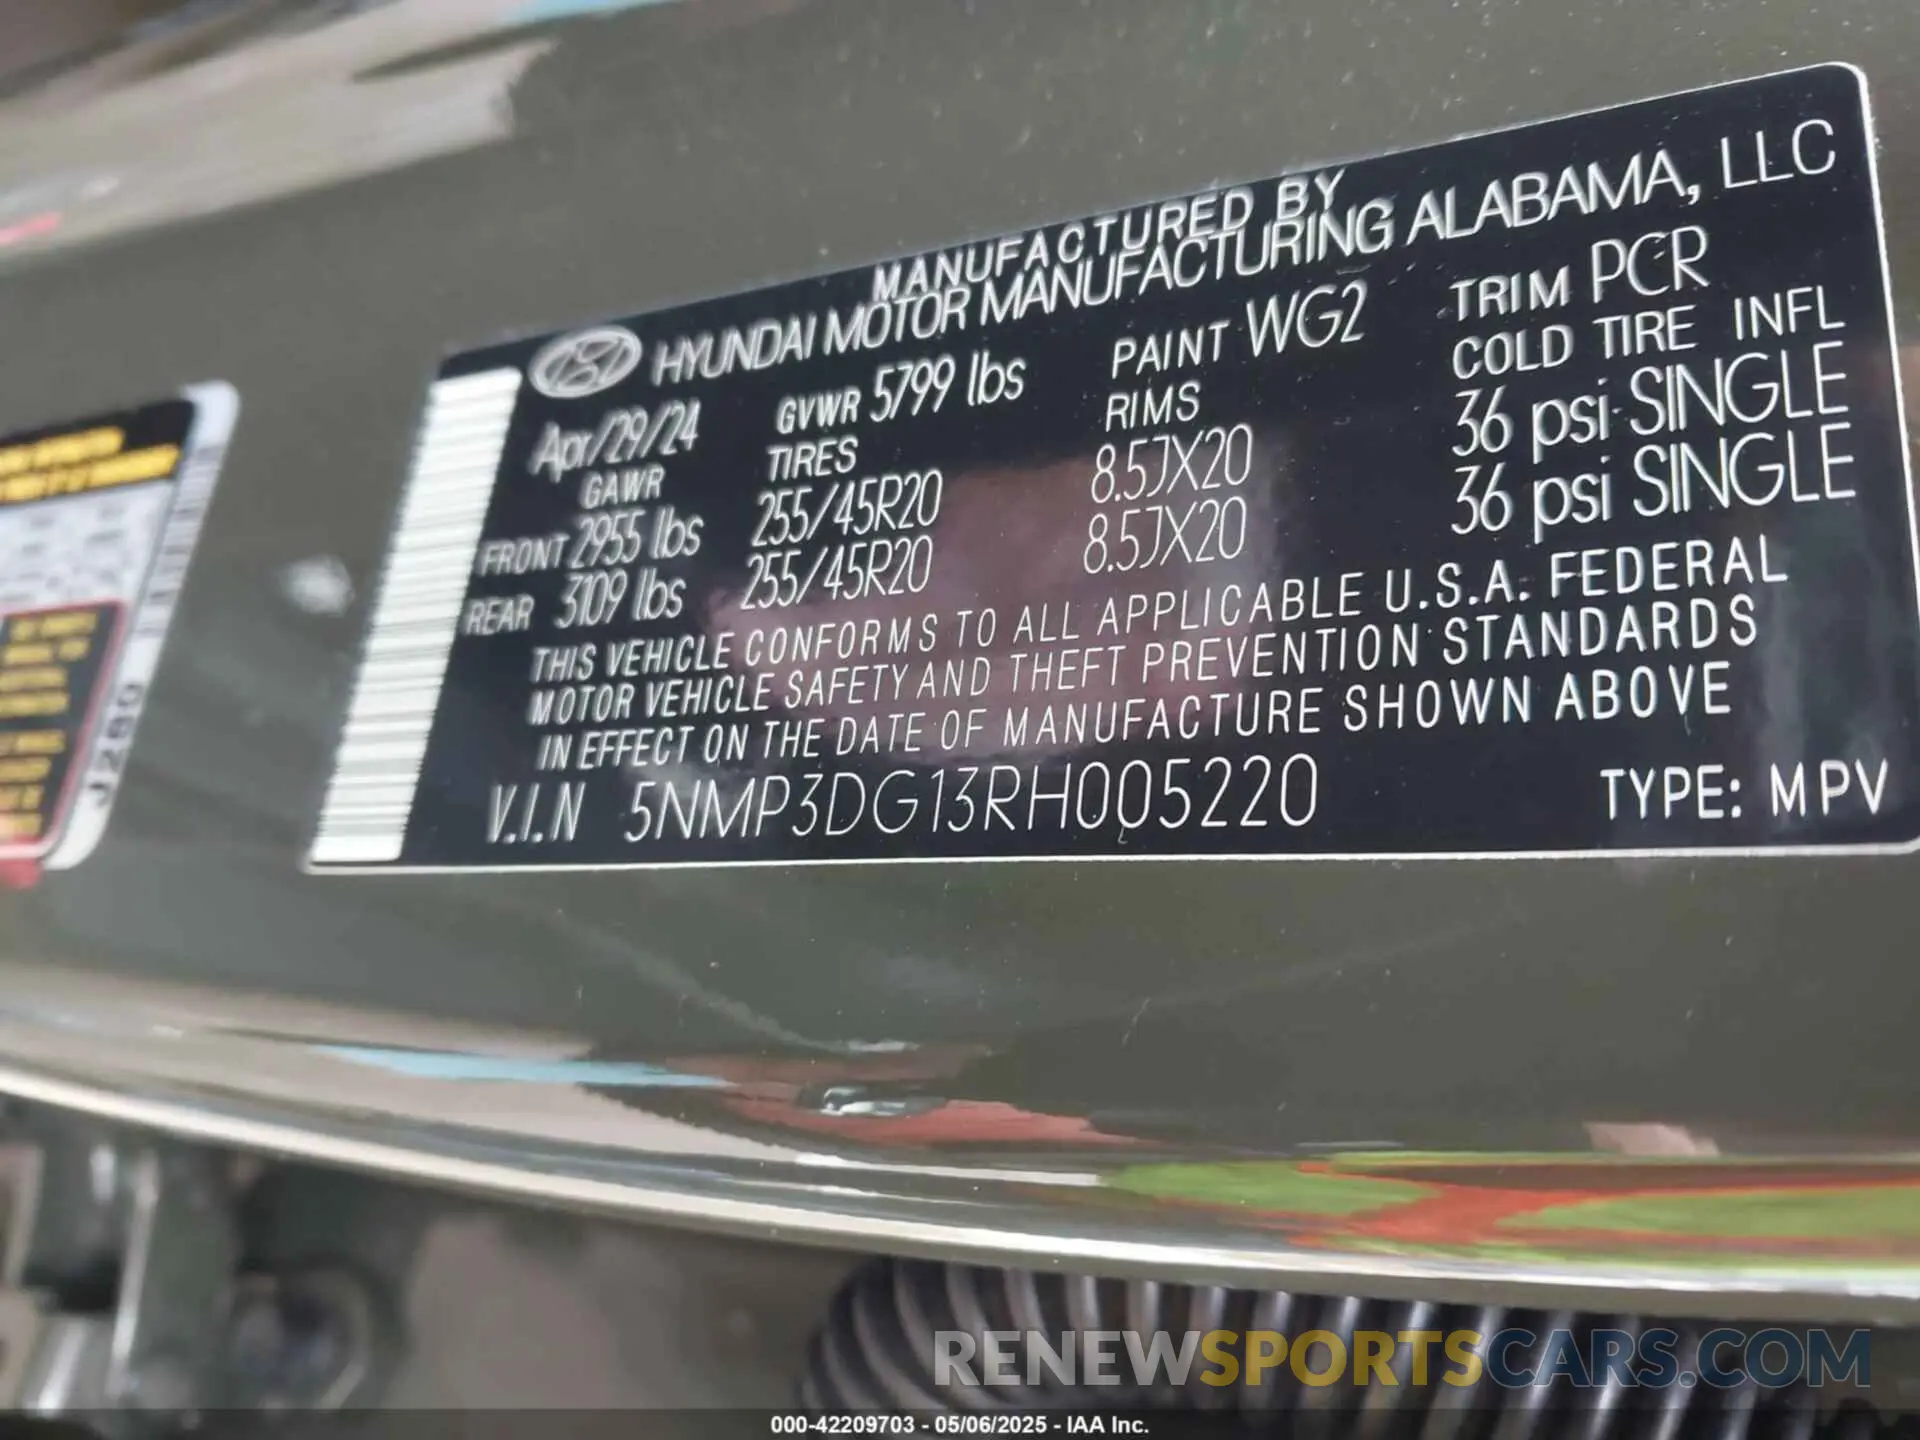 MANUFACTURED BY
HYUNDAI MOTOR MANUFACTURING ALABAMA, LLC
Apr/29/24 GVWR 5799 lbs PAINT WG2 TRIM PCR
GAWR TIRES RIMS COLD TIRE INFL
FRONT 2955 lbs 255/45R20 8.5JX20 36 psi SINGLE
REAR 3109 lbs 255/45R20 8.5JX20 36 psi SINGLE
THIS VEHICLE CONFORMS TO ALL APPLICABLE U.S.A. FEDERAL
MOTOR VEHICLE SAFETY AND THEFT PREVENTION STANDARDS
IN EFFECT ON THE DATE OF MANUFACTURE SHOWN ABOVE
V.I.N 5NMP3DG13RH005220 TYPE: MPV
J280
RENEWSPORTSCARS.COM
000-42209703 - 05/06/2025 - IAA Inc.